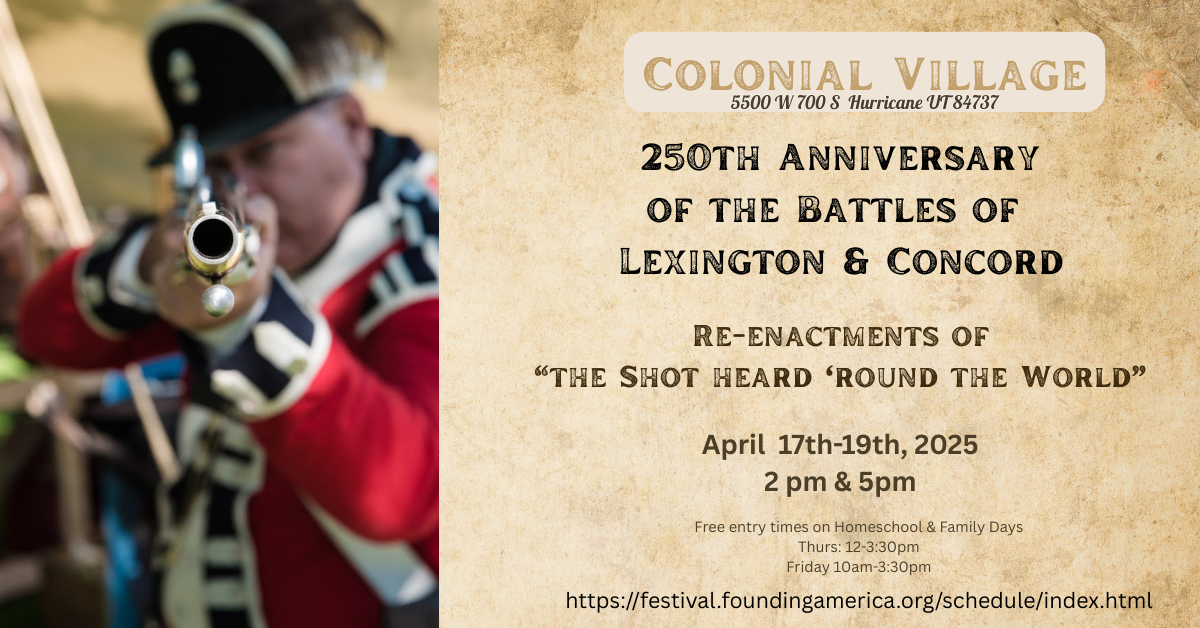 Colonial Village
5500 W 700 S Hurricane UT 84737
250th Anniversary
of the Battles of
Lexington & Concord
Re-enactments of
“the Shot heard ‘round the World”
April 17th-19th, 2025
2 pm & 5pm
Free entry times on Homeschool & Family Days
Thurs: 12-3:30pm
Friday 10am-3:30pm
https://festival.foundingamerica.org/schedule/index.html